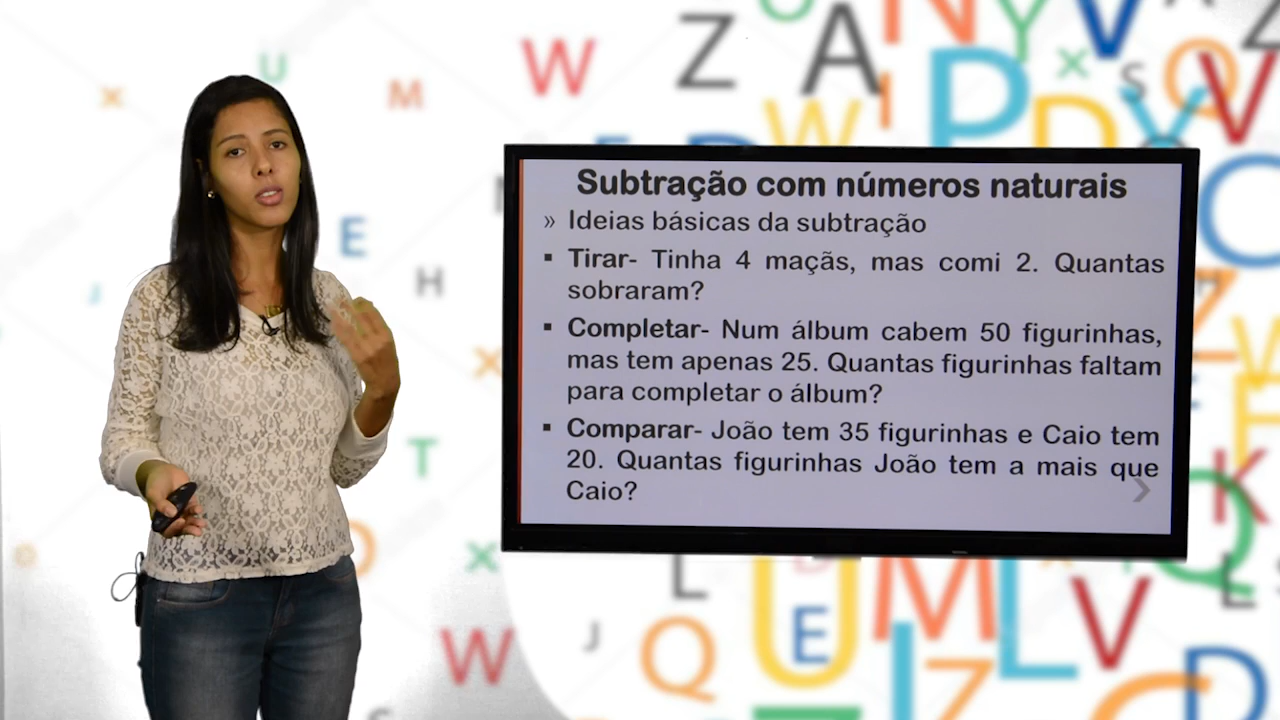 Subtração com números naturais
» Ideias básicas da subtração
▪ Tirar- Tinha 4 maçãs, mas comi 2. Quantas
sobraram?
▪ Completar- Num álbum cabem 50 figurinhas,
mas tem apenas 25. Quantas figurinhas faltam
para completar o álbum?
▪ Comparar- João tem 35 figurinhas e Caio tem
20. Quantas figurinhas João tem a mais que
Caio?